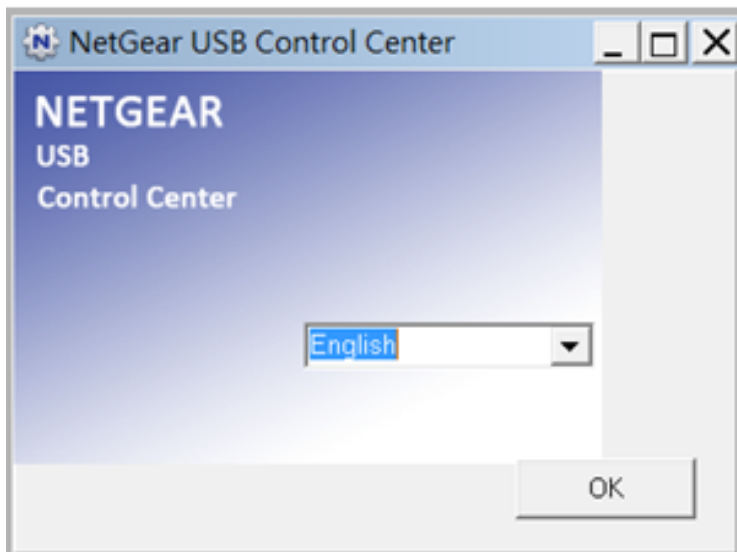 NetGear USB Control Center
NETGEAR
USB
Control Center
English
OK